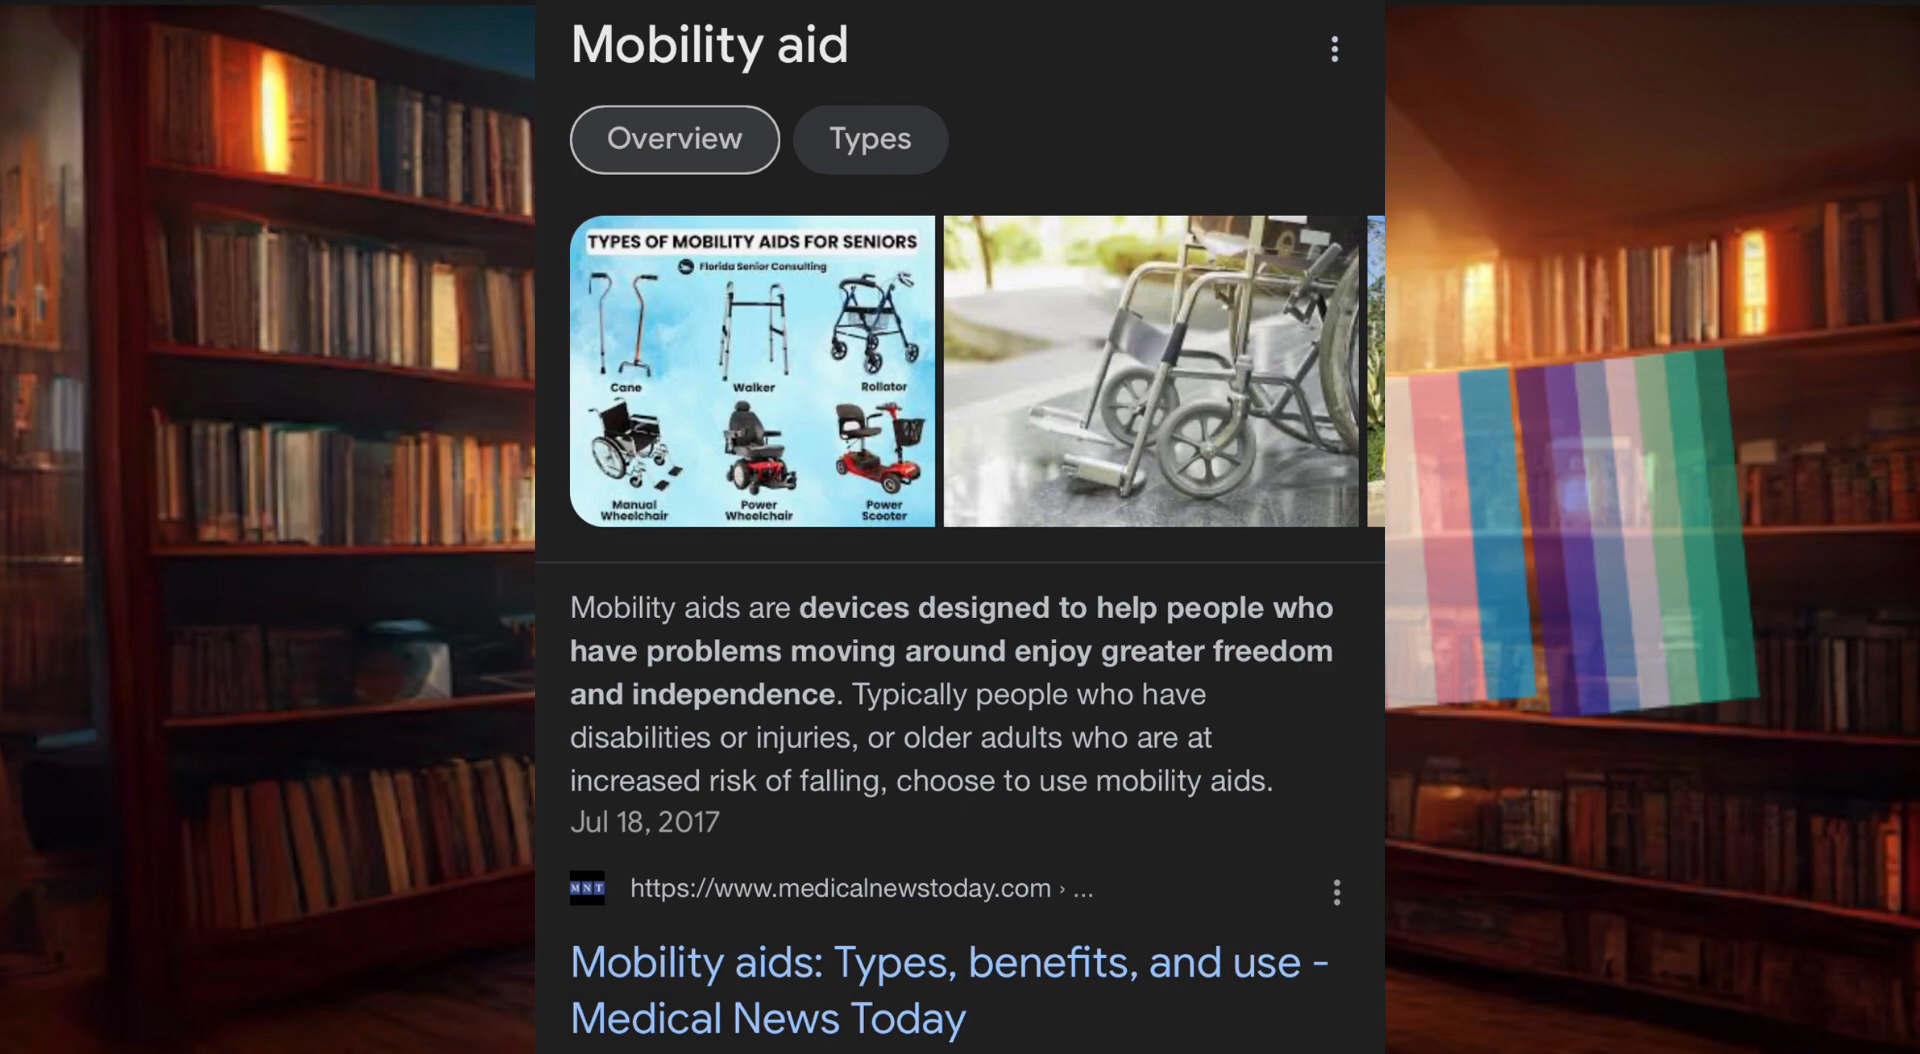 Mobility aid
Overview
Types
TYPES OF MOBILITY AIDS FOR SENIORS
Florida Senior Consulting
Cane
Walker
Rollator
Manual
Wheelchair
Power
Wheelchair
Power
Scooter
Mobility aids are devices designed to help people who
have problems moving around enjoy greater freedom
and independence. Typically people who have
disabilities or injuries, or older adults who are at
increased risk of falling, choose to use mobility aids.
Jul 18, 2017
MNT
https://www.medicalnewstoday.com › ...
Mobility aids: Types, benefits, and use -
Medical News Today